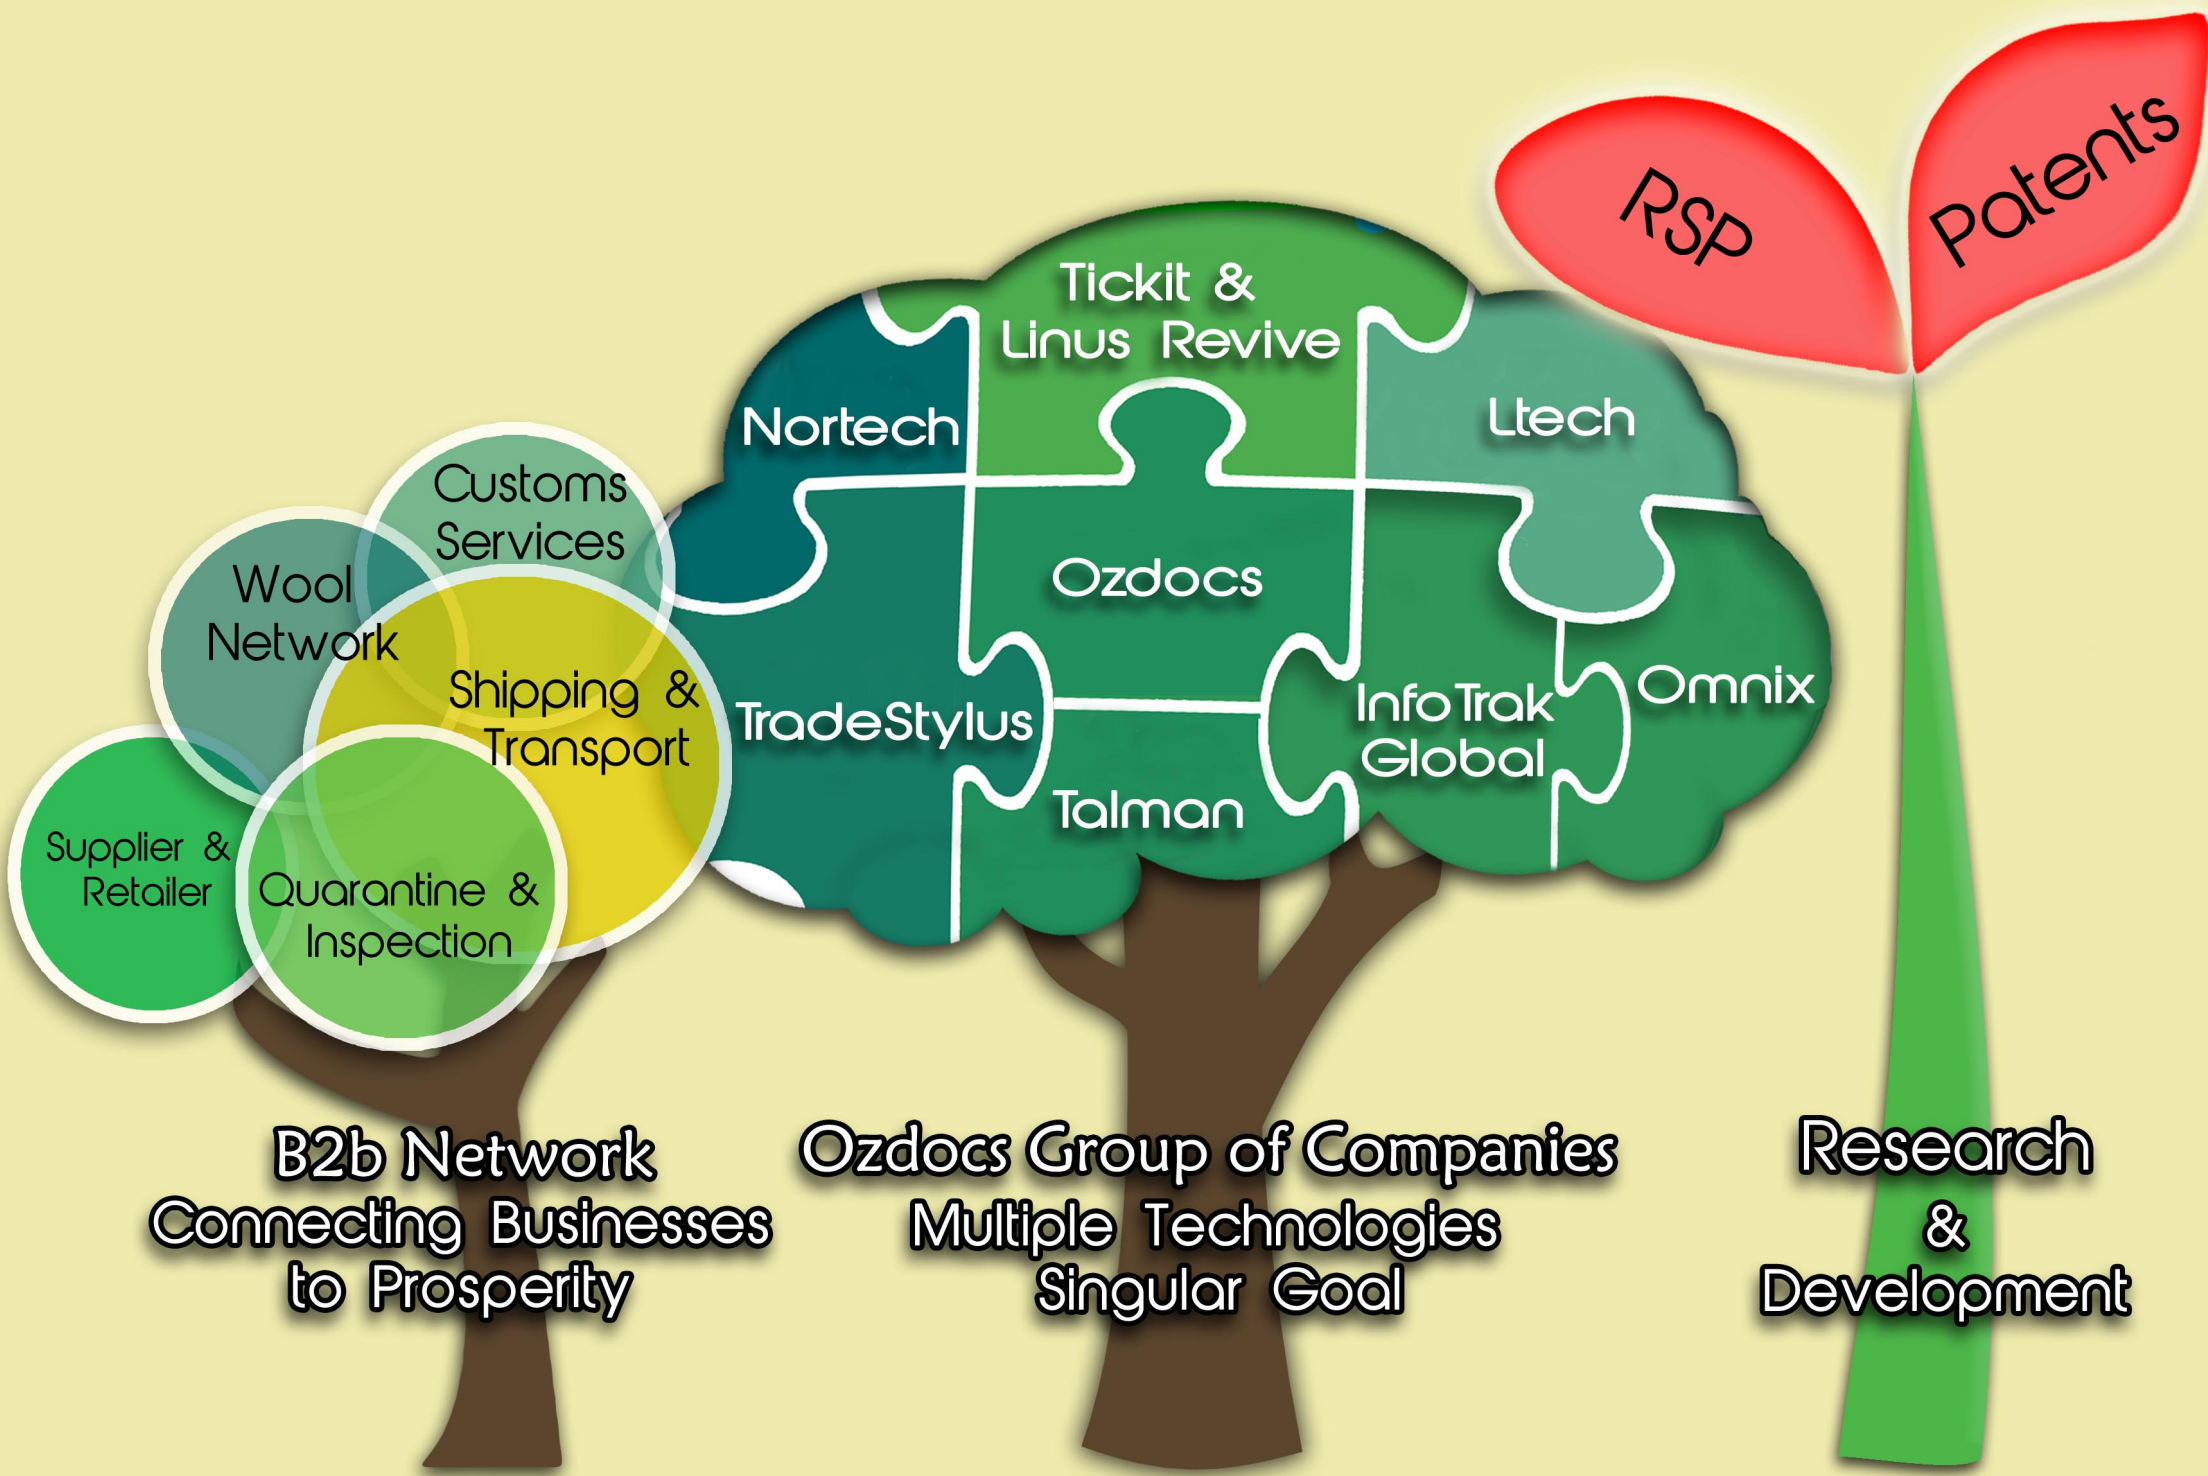 Customs
Services
Wool
Network
Shipping &
Transport
Supplier &
Retailer
Quarantine &
Inspection
B2b Network
Connecting Businesses
to Prosperity
Tickit &
Linus Revive
Nortech
Ltech
Ozdocs
TradeStylus
InfoTrak
Global
Omnix
Talman
Ozdocs Group of Companies
Multiple Technologies
Singular Goal
RSP
Patents
Research
&
Development